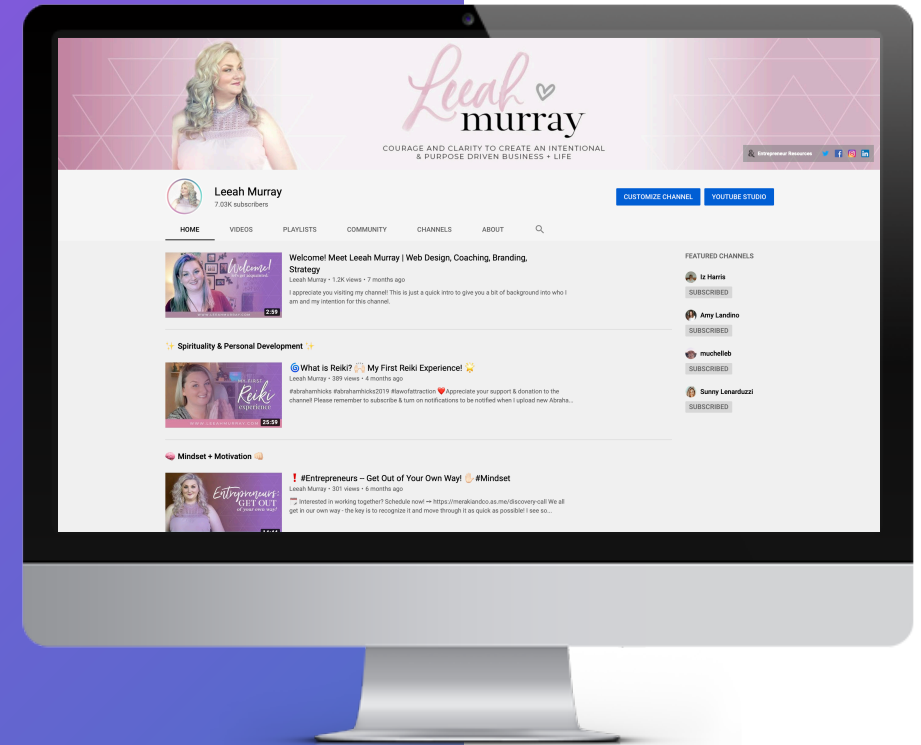 Leeah
murray
COURAGE AND CLARITY TO CREATE AN INTENTIONAL
& PURPOSE DRIVEN BUSINESS + LIFE
Entrepreneur Resources
Leeah Murray
7.03K subscribers
CUSTOMIZE CHANNEL
YOUTUBE STUDIO
HOME VIDEOS PLAYLISTS COMMUNITY CHANNELS ABOUT
Welcome!
let's get acquainted
WWW.LEEAHMURRAY.COM
2:59
Welcome! Meet Leeah Murray | Web Design, Coaching, Branding,
Strategy
Leeah Murray • 1.2K views • 7 months ago
I appreciate you visiting my channel! This is just a quick intro to give you a bit of background into who I
am and my intention for this channel.
✨ Spirituality & Personal Development ✨
MY FIRST
Reiki
experience
WWW.LEEAHMURRAY.COM
25:59
🌀What is Reiki? 🙌🏻 My First Reiki Experience! 🌟
Leeah Murray • 389 views • 4 months ago
#abrahamhicks #abrahamhicks2019 #lawofattraction ❤️Appreciate your support & donation to the
channel! Please remember to subscribe & turn on notifications to be notified when I upload new Abraha...
🧠 Mindset + Motivation 👊🏻
Entrepreneurs:
GET OUT
of your own way!
❗ #Entrepreneurs -- Get Out of Your Own Way! ✋🏻 #Mindset
Leeah Murray • 301 views • 6 months ago
🗓 Interested in working together? Schedule now! → https://merakiandco.as.me/discovery-call We all
get in our own way - the key is to recognize it and move through it as quick as possible! I see so...
FEATURED CHANNELS
Iz Harris
SUBSCRIBED
Amy Landino
SUBSCRIBED
muchelleb
SUBSCRIBED
Sunny Lenarduzzi
SUBSCRIBED